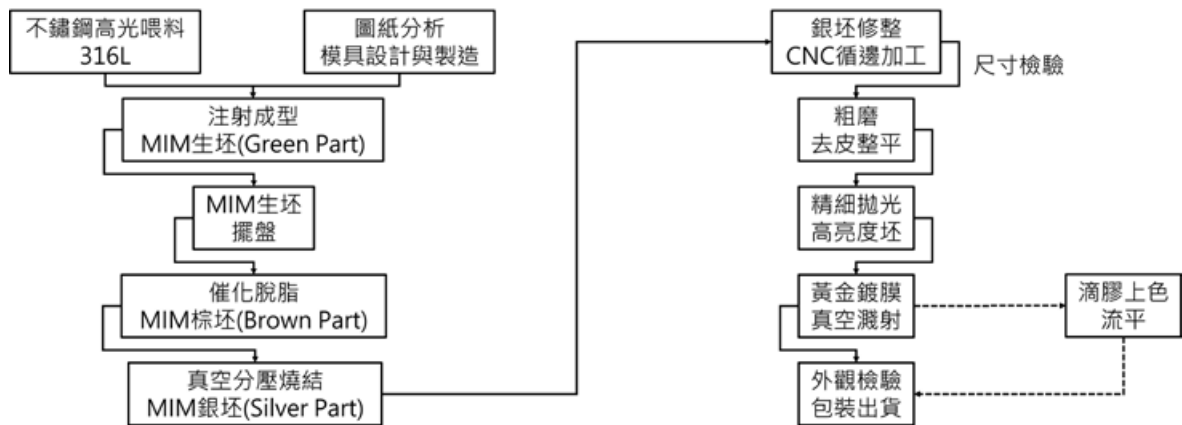 不鏽鋼高光喂料
316L
圖紙分析
模具設計與製造
注射成型
MIM生坯(Green Part)
MIM生坯
擺盤
催化脫脂
MIM棕坯(Brown Part)
真空分壓燒結
MIM銀坯(Silver Part)
銀坯修整
CNC循邊加工
尺寸檢驗
粗磨
去皮整平
精細拋光
高亮度坯
黃金鍍膜
真空濺射
滴膠上色
流平
外觀檢驗
包裝出貨